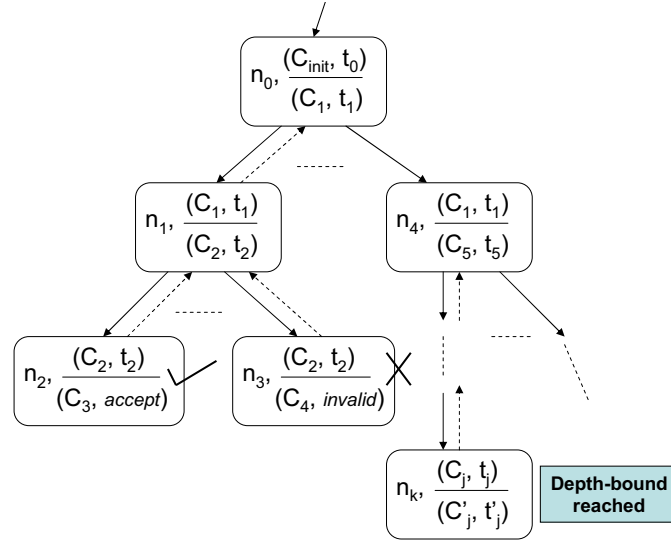 n0, (Cinit, t0)
(C1, t1)
n1, (C1, t1)
(C2, t2)
n4, (C1, t1)
(C5, t5)
n2, (C2, t2)
(C3, accept)
n3, (C2, t2)
(C4, invalid)
nk, (Cj, tj)
(C'j, t'j)
Depth-bound
reached